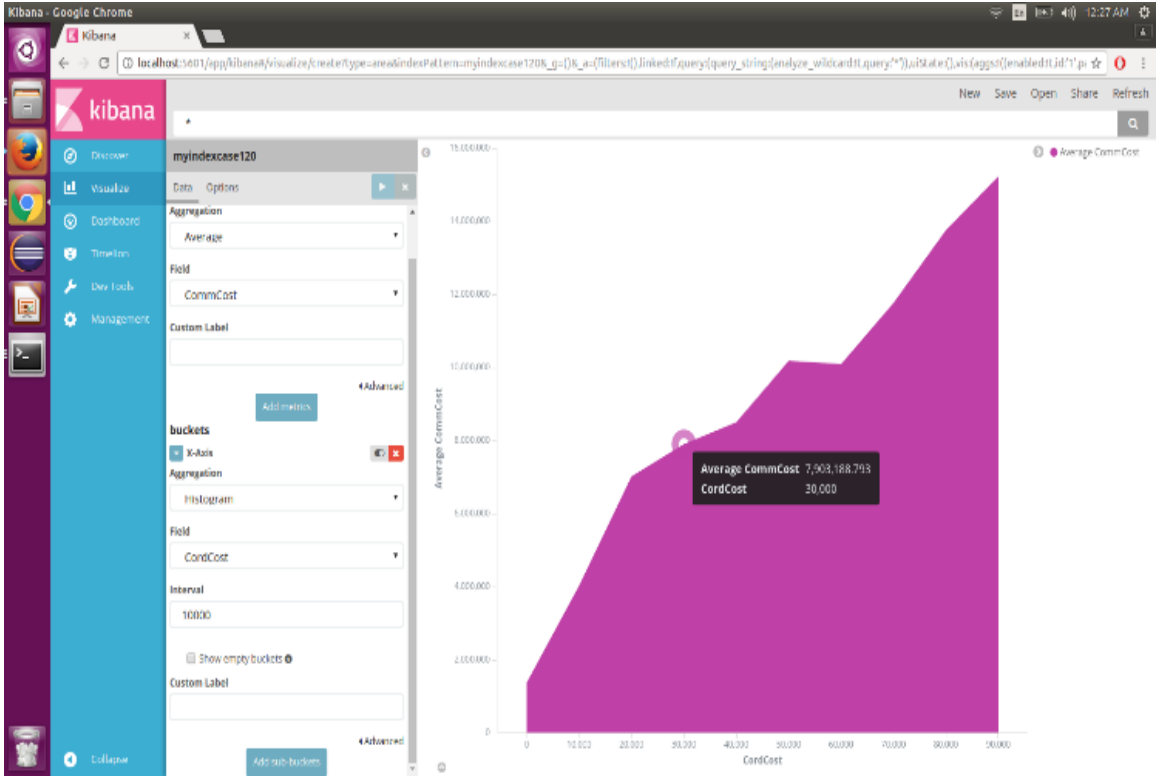 Kibana - Google Chrome
12:27 AM
Kibana
localhost:5601/app/kibana#/visualize/create?type=area&indexPattern=myindexcase120&_g=()&_a=(filters:!(),linked:!f,query:(query_string:(analyze_wildcard:!t,query:'*')),uiState:(),vis:(aggs:!((enabled:!t,id:'1',pa
New Save Open Share Refresh
kibana
*
Discover
Visualize
Dashboard
Timelion
Dev Tools
Management
Collapse
myindexcase120
Data Options
Aggregation
Average
Field
CommCost
Custom Label
Advanced
Add metrics
buckets
X-Axis
Aggregation
Histogram
Field
CordCost
Interval
10000
Show empty buckets
Custom Label
Advanced
Add sub-buckets
Average CommCost
14,000,000
12,000,000
10,000,000
8,000,000
6,000,000
4,000,000
2,000,000
0
Average CommCost
Average CommCost 7,903,188.793
CordCost 30,000
0 10,000 20,000 30,000 40,000 50,000 60,000 70,000 80,000 90,000
CordCost